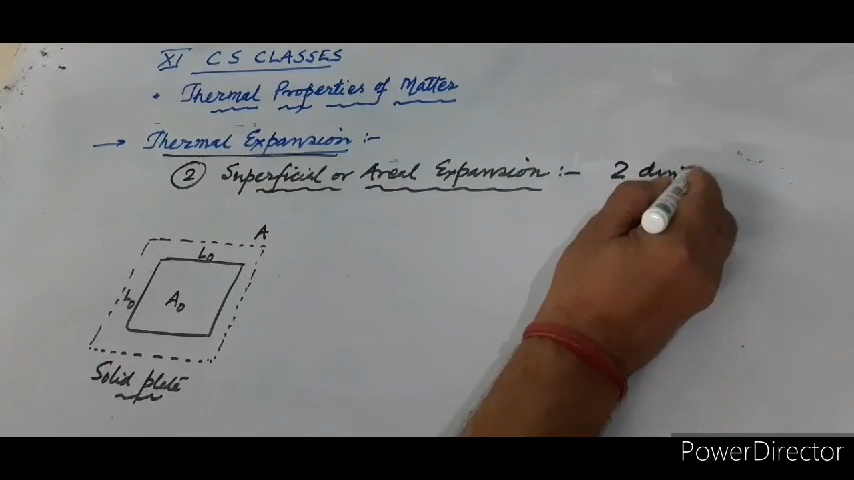 XI CS CLASSES
• Thermal Properties of Matter
→ Thermal Expansion :-
② Superficial or Areal Expansion :- 2 dm
A
L₀
L₀
A₀
Solid plate
PowerDirector